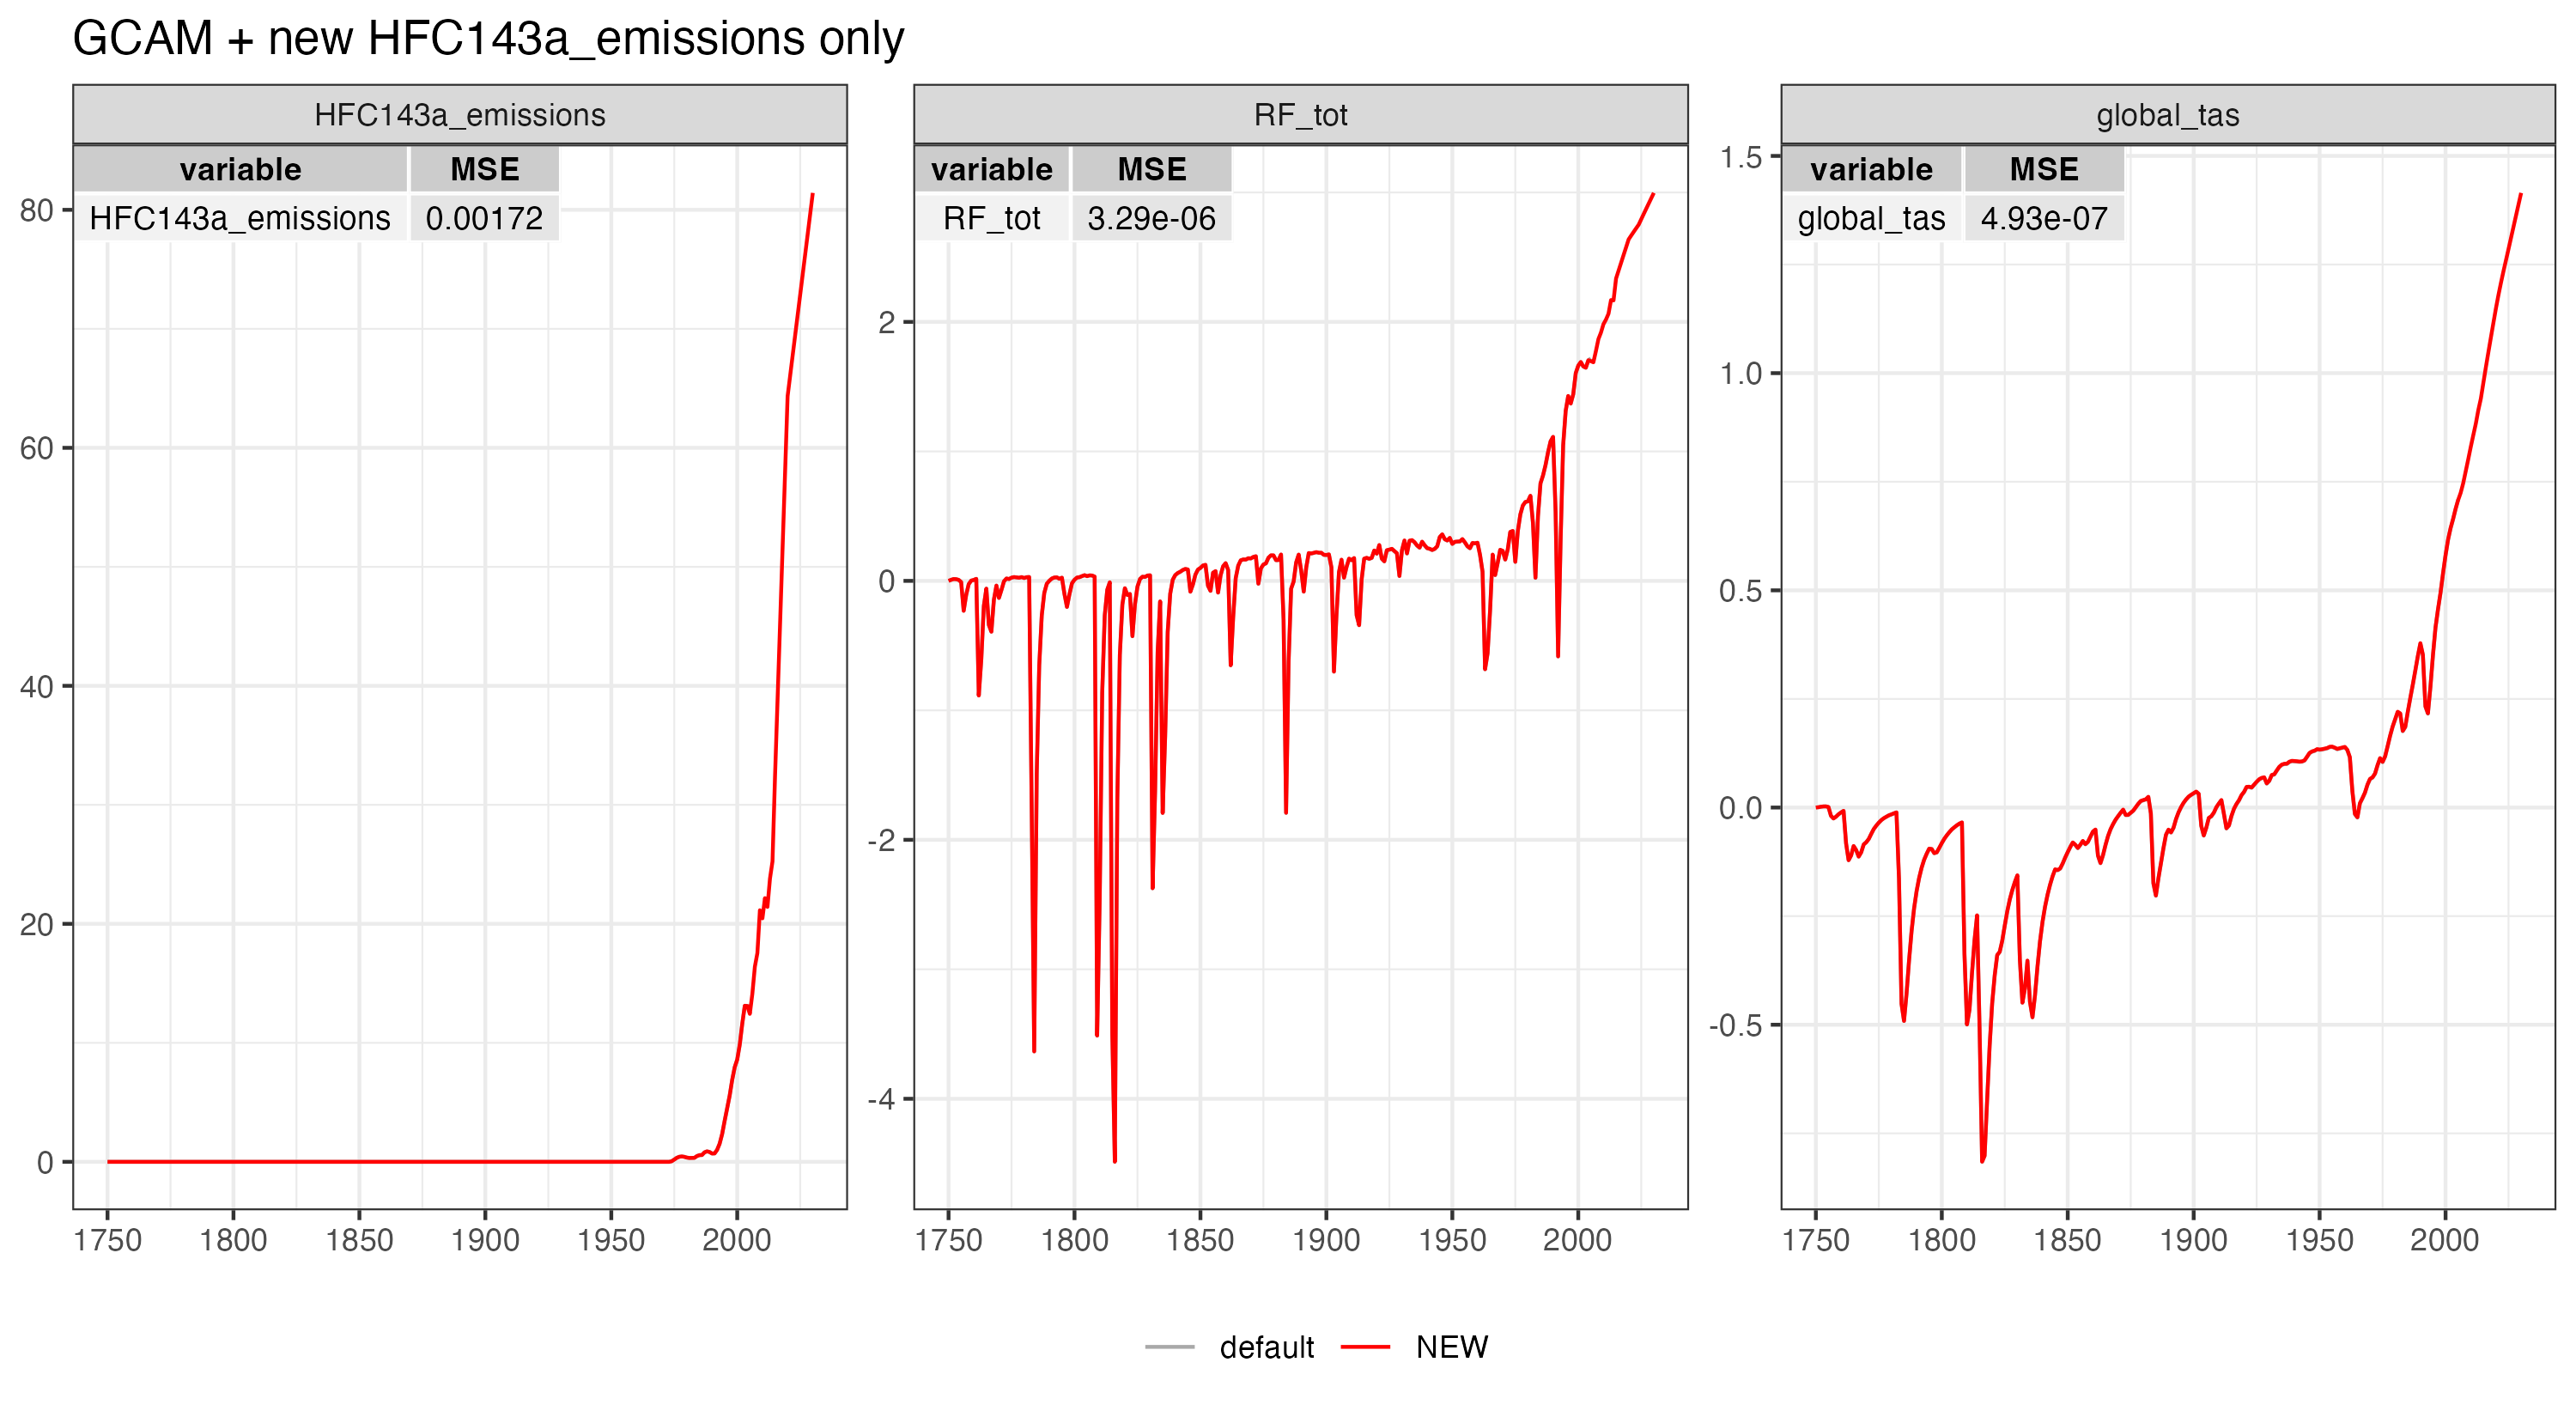 GCAM + new HFC143a_emissions only
HFC143a_emissions
variable MSE
HFC143a_emissions 0.00172
80
60
40
20
0
1750 1800 1850 1900 1950 2000
RF_tot
variable MSE
RF_tot 3.29e-06
2
0
-2
-4
1750 1800 1850 1900 1950 2000
global_tas
variable MSE
global_tas 4.93e-07
1.5
1.0
0.5
0.0
-0.5
1750 1800 1850 1900 1950 2000
default NEW